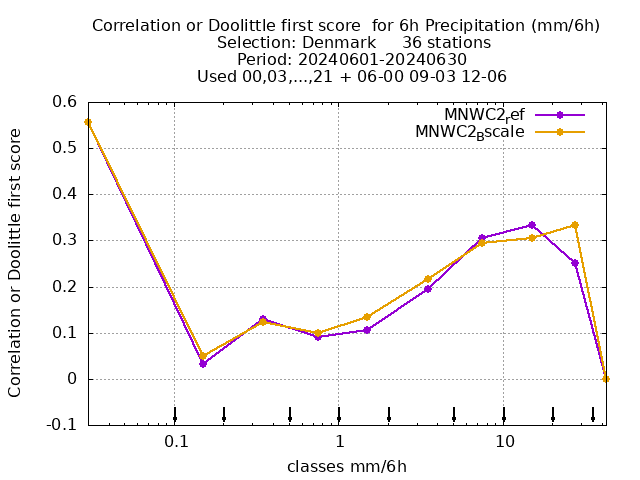 Correlation or Doolittle first score  for 6h Precipitation (mm/6h)
Selection: Denmark     36 stations
Period: 20240601-20240630
Used 00,03,...,21 + 06-00 09-03 12-06
MNWC2ref
MNWC2Bscale
Correlation or Doolittle first score
0.6
0.5
0.4
0.3
0.2
0.1
0
-0.1
0.1 1 10
classes mm/6h